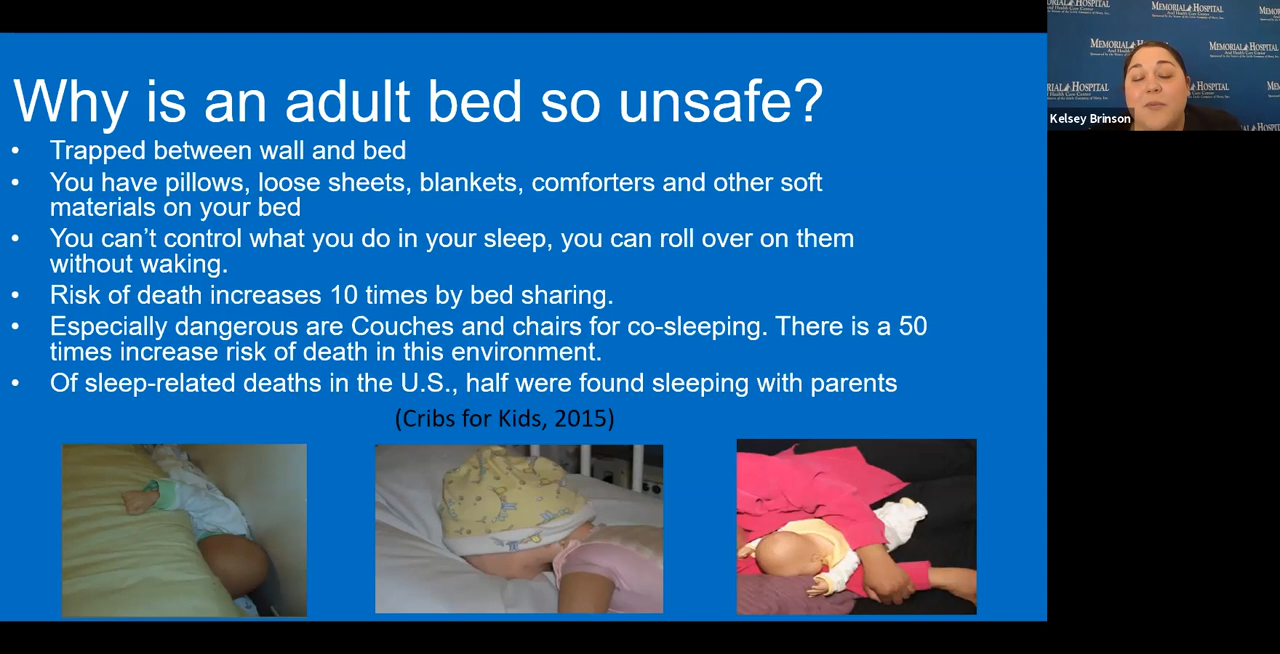 Why is an adult bed so unsafe?
• Trapped between wall and bed
• You have pillows, loose sheets, blankets, comforters and other soft
materials on your bed
• You can’t control what you do in your sleep, you can roll over on them
without waking.
• Risk of death increases 10 times by bed sharing.
• Especially dangerous are Couches and chairs for co-sleeping. There is a 50
times increase risk of death in this environment.
• Of sleep-related deaths in the U.S., half were found sleeping with parents
(Cribs for Kids, 2015)
MEMORIAL HOSPITAL
And Health Care Center
Kelsey Brinson